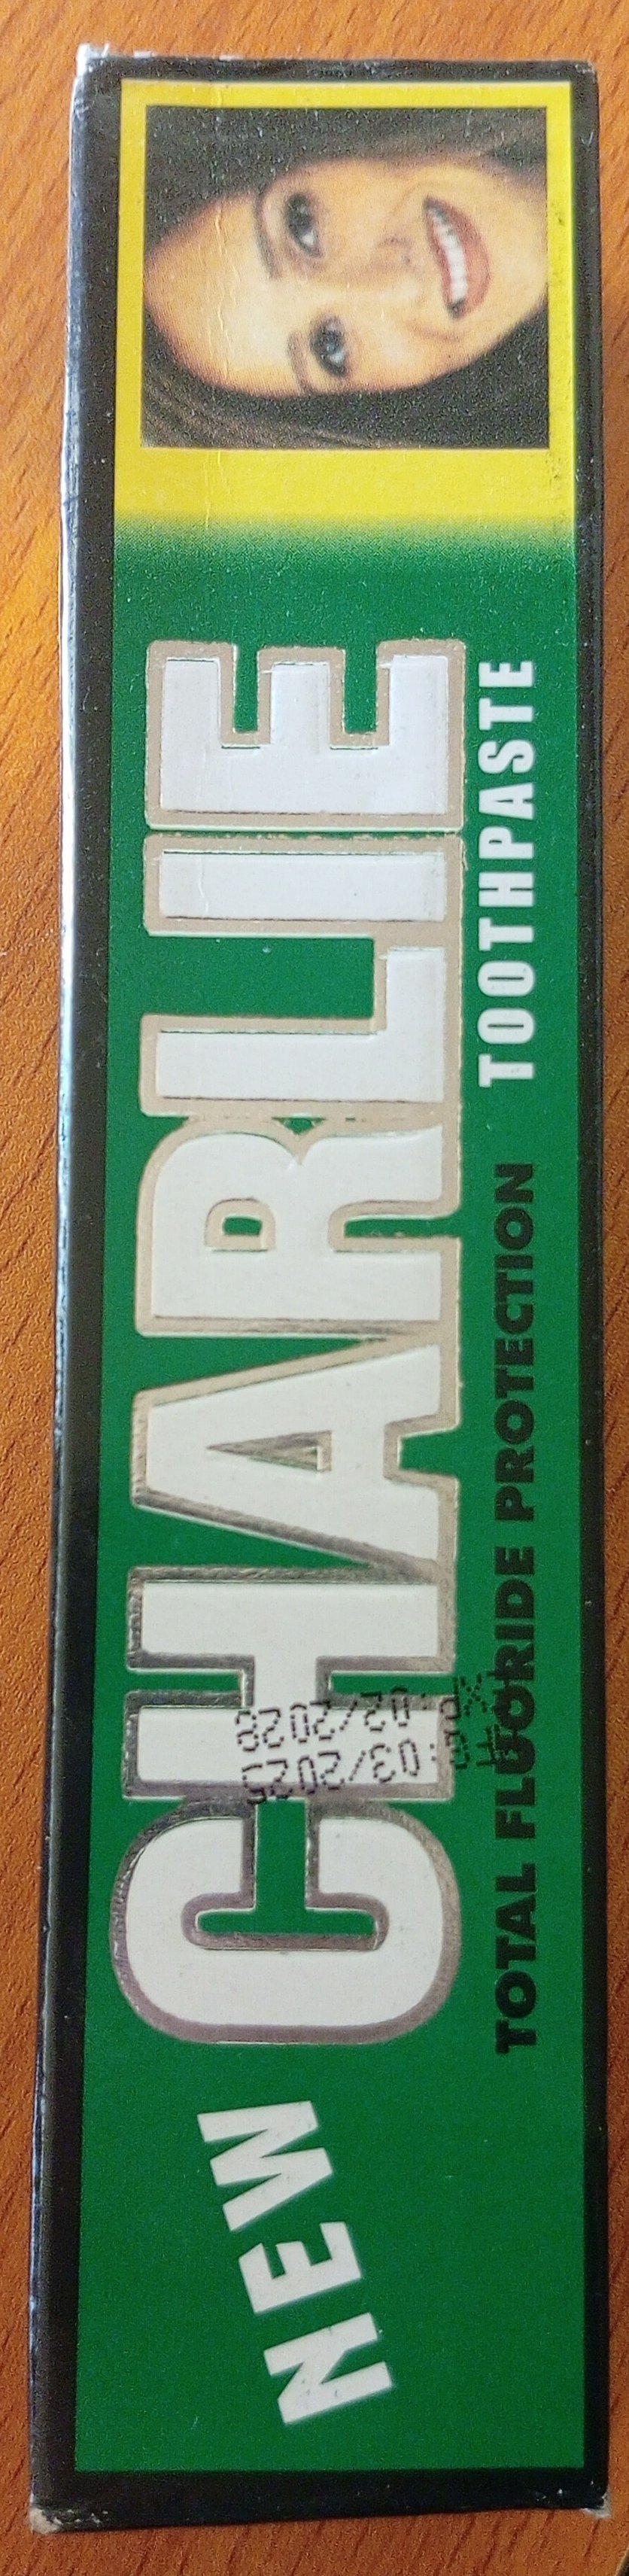 NEW CHARLIE
TOTAL FLUORIDE PROTECTION TOOTHPASTE
03/2025
02/2028